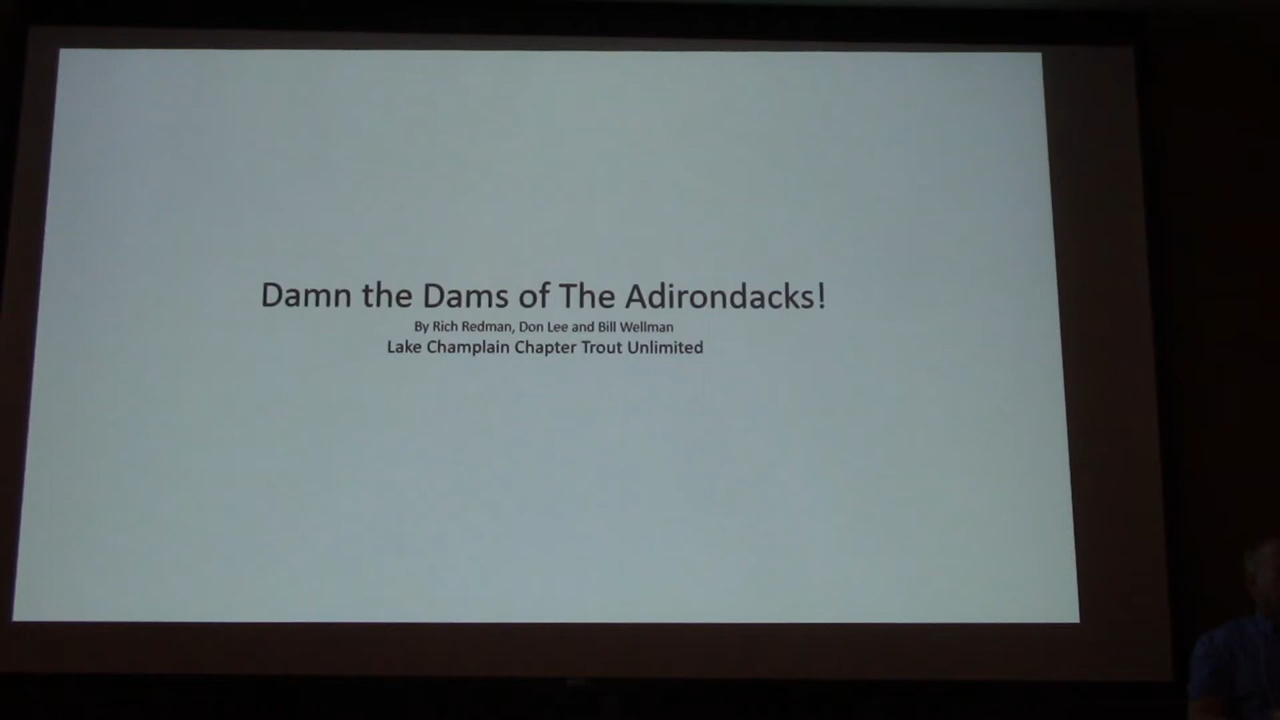 Damn the Dams of The Adirondacks!
By Rich Redman, Don Lee and Bill Wellman
Lake Champlain Chapter Trout Unlimited